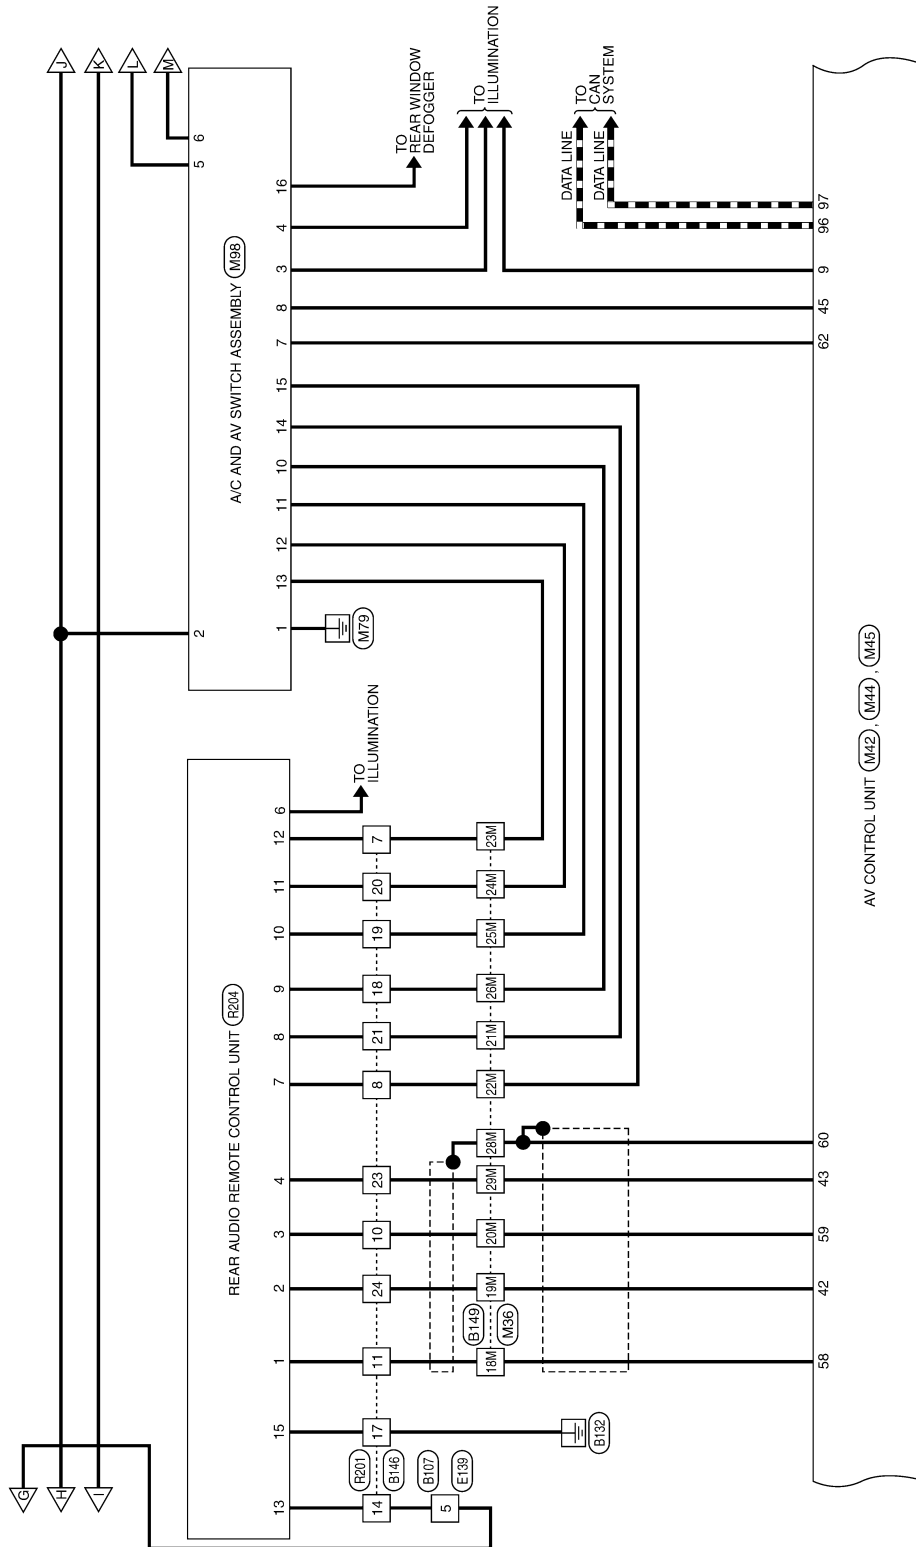 J
K
L
M
6
5
2
A/C AND AV SWITCH ASSEMBLY M98
16
4
3
8
7
15
14
10
11
12
13
1
M79
TO
REAR WINDOW
DEFOGGER
TO
ILLUMINATION
DATA LINE
DATA LINE
TO
CAN
SYSTEM
97
96
9
45
62
REAR AUDIO REMOTE CONTROL UNIT R204
6
12
11
10
9
8
7
4
3
2
1
15
13
TO
ILLUMINATION
7
20
19
18
21
8
23
10
24
11
17
14
R201
B146
B107
E139
5
23M
24M
25M
26M
21M
22M
28M
29M
20M
19M
18M
B149
M36
B132
60
43
59
42
58
G
H
I
AV CONTROL UNIT M42 , M44 , M45